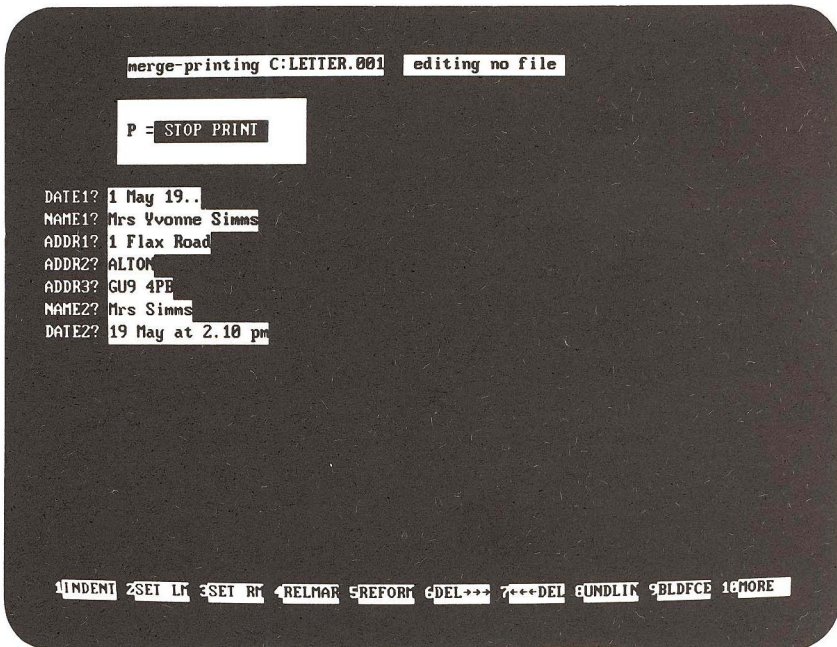 merge-printing C:LETTER.001 editing no file
P = STOP PRINT
DATE1? 1 May 19..
NAME1? Mrs Yvonne Simms
ADDR1? 1 Flax Road
ADDR2? ALTON
ADDR3? GU9 4PE
NAME2? Mrs Simms
DATE2? 19 May at 2.10 pm
1INDENT 2SET LM 3SET RM 4RELMAR 5REFORM 6DEL→→→ 7←←←DEL 8UNDLIN 9BLDFCE 10MORE